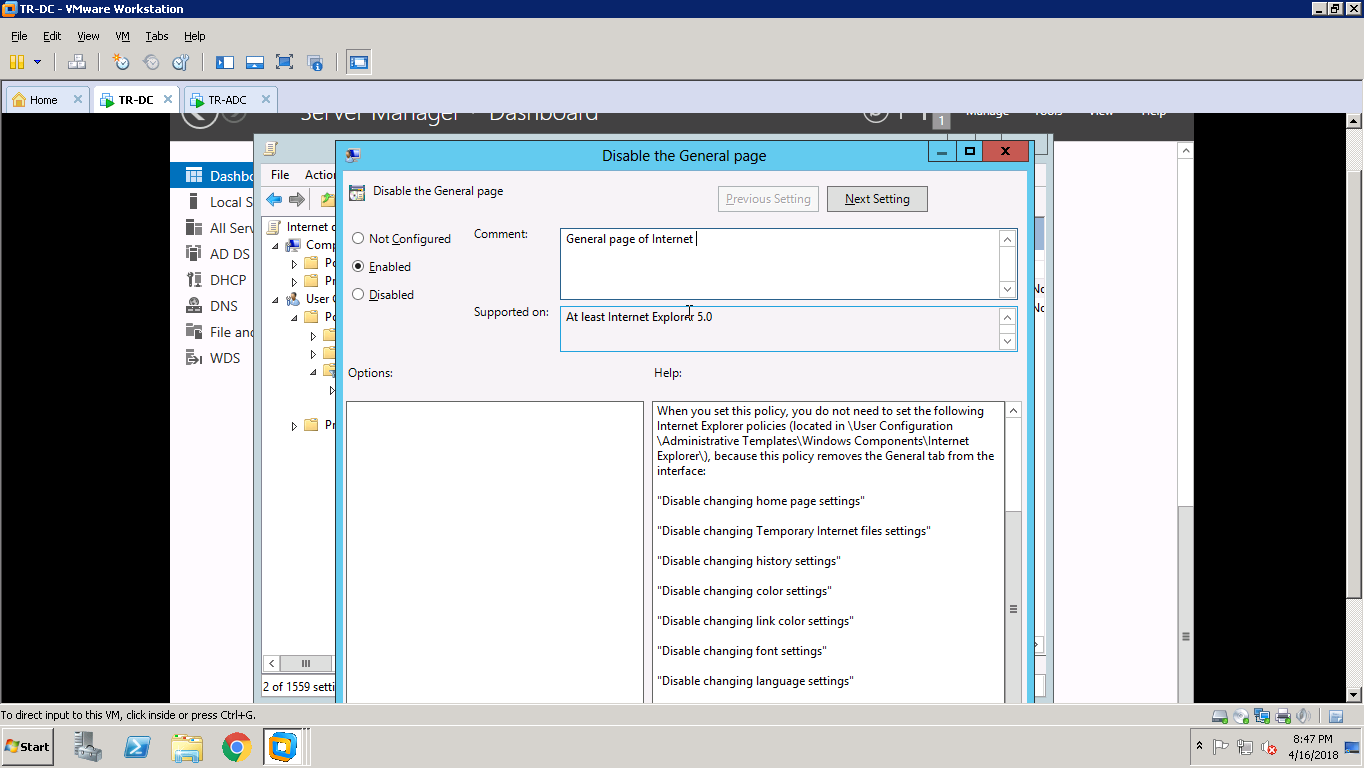 TR-DC - VMware Workstation
File Edit View VM Tabs Help
Home TR-DC TR-ADC
Server Manager Dashboard
1 Manage Tools View Help
Disable the General page
File Action
Disable the General page
Previous Setting Next Setting
Local S
All Serv
AD DS
DHCP
DNS
File and
WDS
Internet
User
Not Configured
Enabled
Disabled
Comment:
General page of Internet
Supported on:
At least Internet Explorer 5.0
Options:
Help:
When you set this policy, you do not need to set the following
Internet Explorer policies (located in \User Configuration
\Administrative Templates\Windows Components\Internet
Explorer\), because this policy removes the General tab from the
interface:
"Disable changing home page settings"
"Disable changing Temporary Internet files settings"
"Disable changing history settings"
"Disable changing color settings"
"Disable changing link color settings"
"Disable changing font settings"
"Disable changing language settings"
2 of 1559 setti
To direct input to this VM, click inside or press Ctrl+G.
Start
8:47 PM
4/16/2018